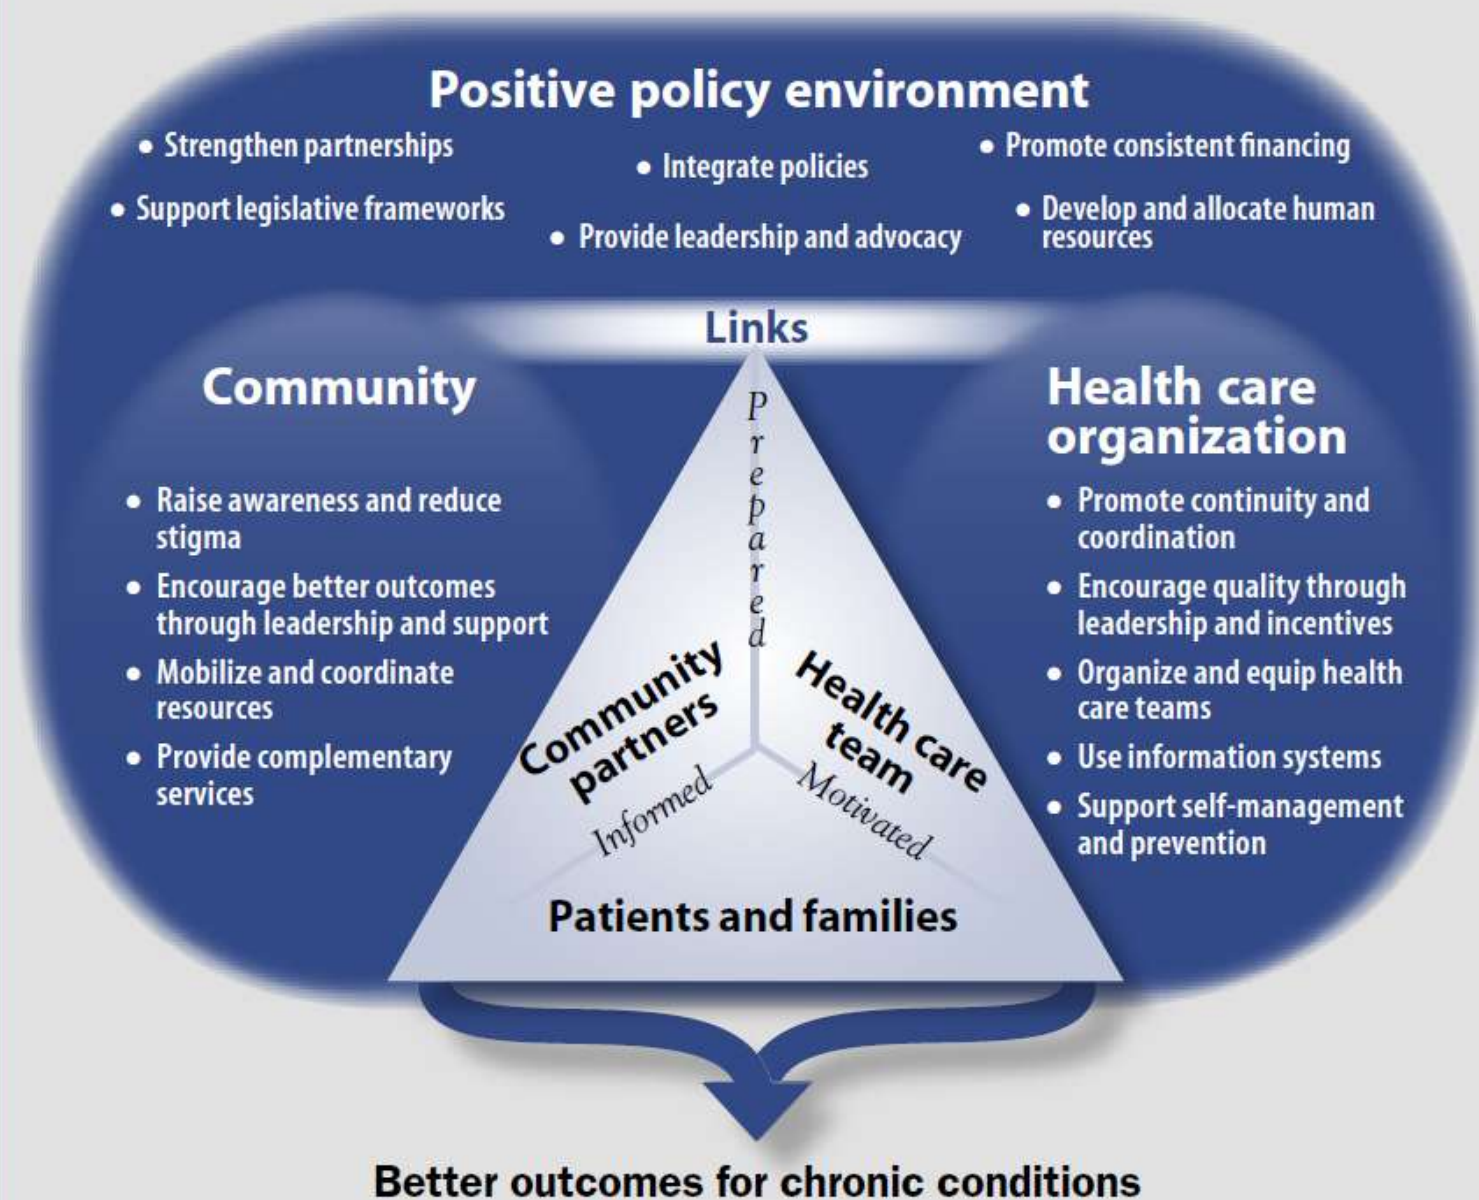 Positive policy environment
• Strengthen partnerships
• Support legislative frameworks
• Integrate policies
• Provide leadership and advocacy
• Promote consistent financing
• Develop and allocate human
resources
Links
Community
• Raise awareness and reduce
stigma
• Encourage better outcomes
through leadership and support
• Mobilize and coordinate
resources
• Provide complementary
services
Prepared
Community
partners
Health care
team
Informed
Motivated
Patients and families
Health care
organization
• Promote continuity and
coordination
• Encourage quality through
leadership and incentives
• Organize and equip health
care teams
• Use information systems
• Support self-management
and prevention
Better outcomes for chronic conditions